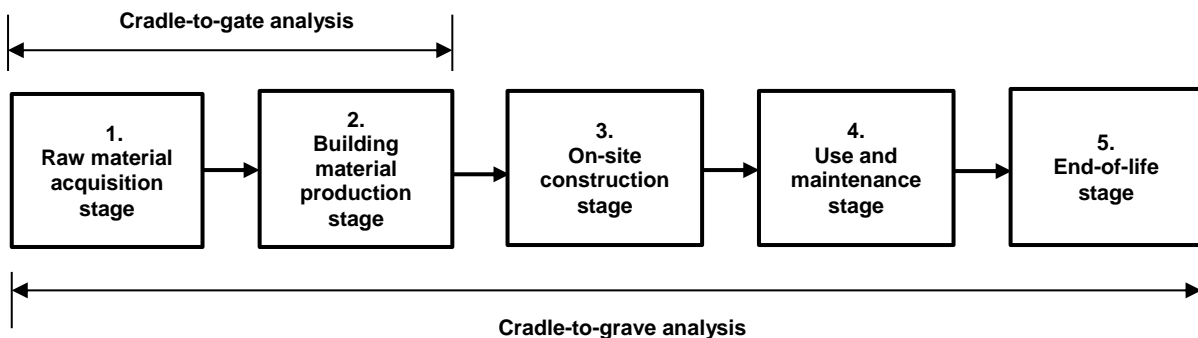 Cradle-to-gate analysis
1.
Raw material
acquisition
stage
2.
Building
material
production
stage
3.
On-site
construction
stage
4.
Use and
maintenance
stage
5.
End-of-life
stage
Cradle-to-grave analysis